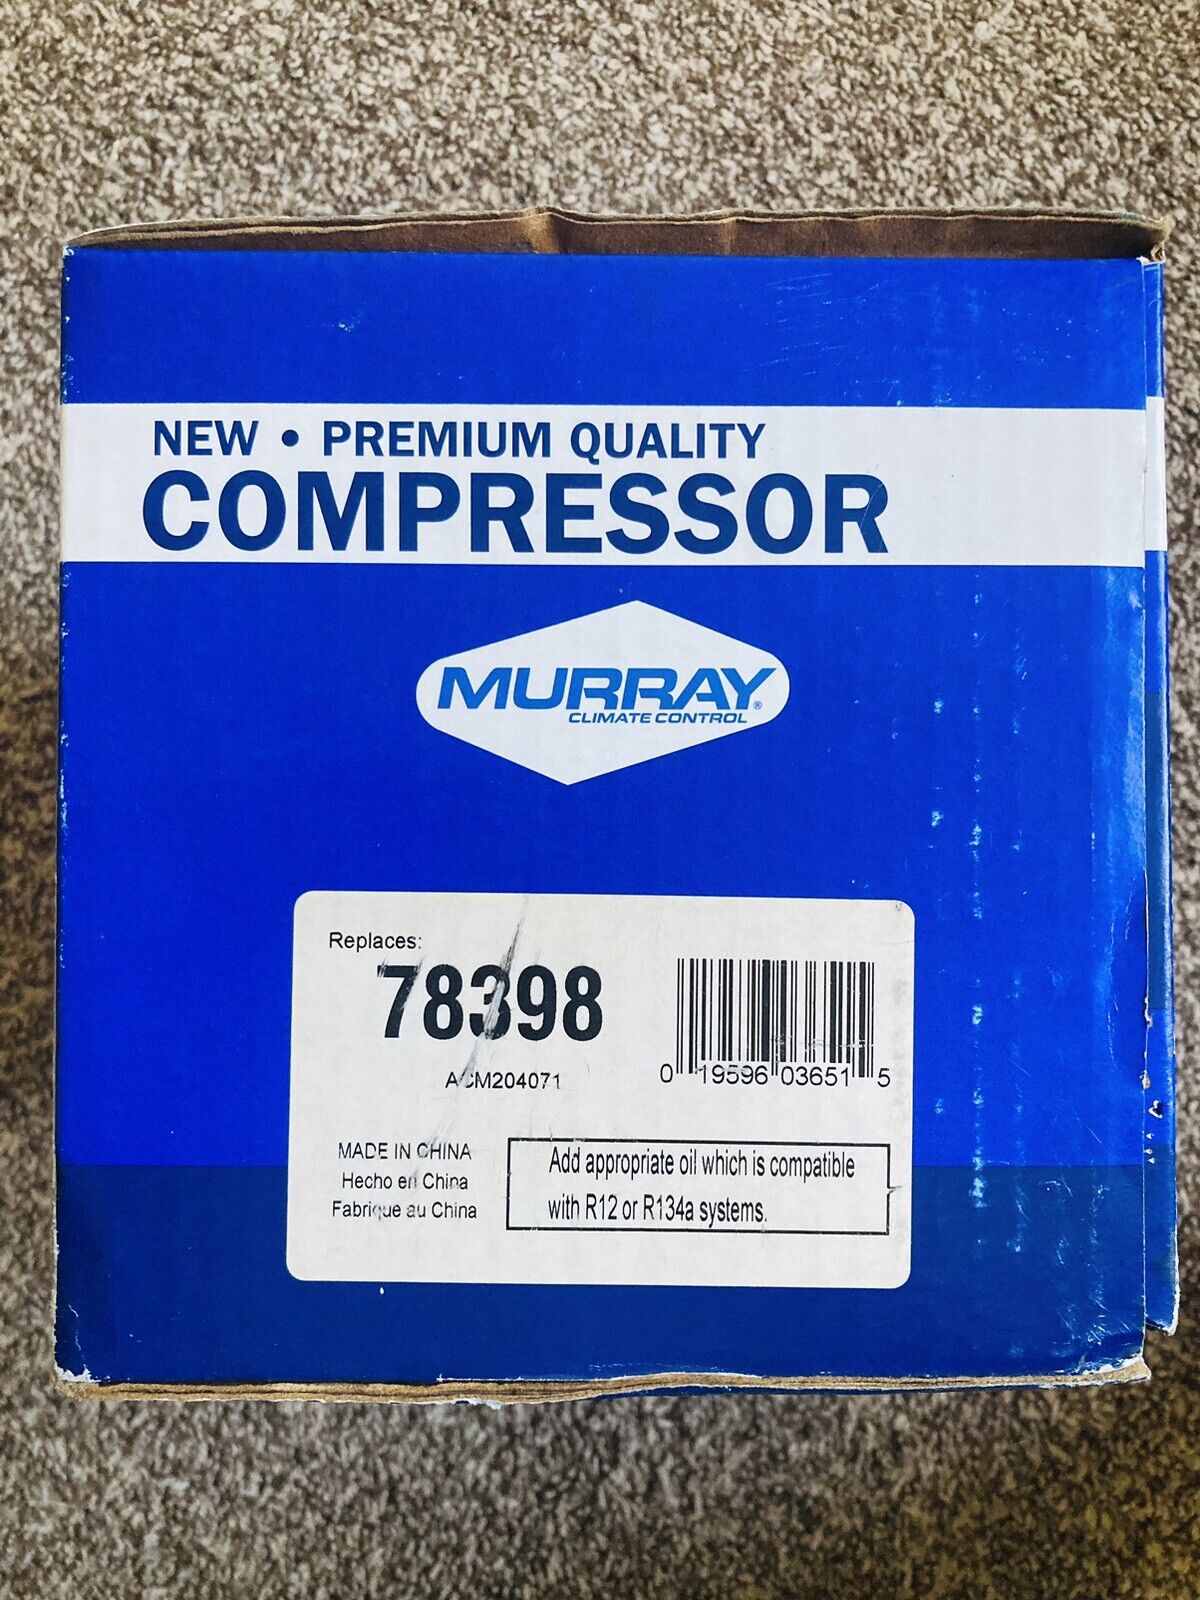 NEW • PREMIUM QUALITY
COMPRESSOR
MURRAY®
CLIMATE CONTROL
Replaces:
78398
ACM204071
0 19596 03651 5
MADE IN CHINA
Hecho en China
Fabrique au China
Add appropriate oil which is compatible
with R12 or R134a systems.